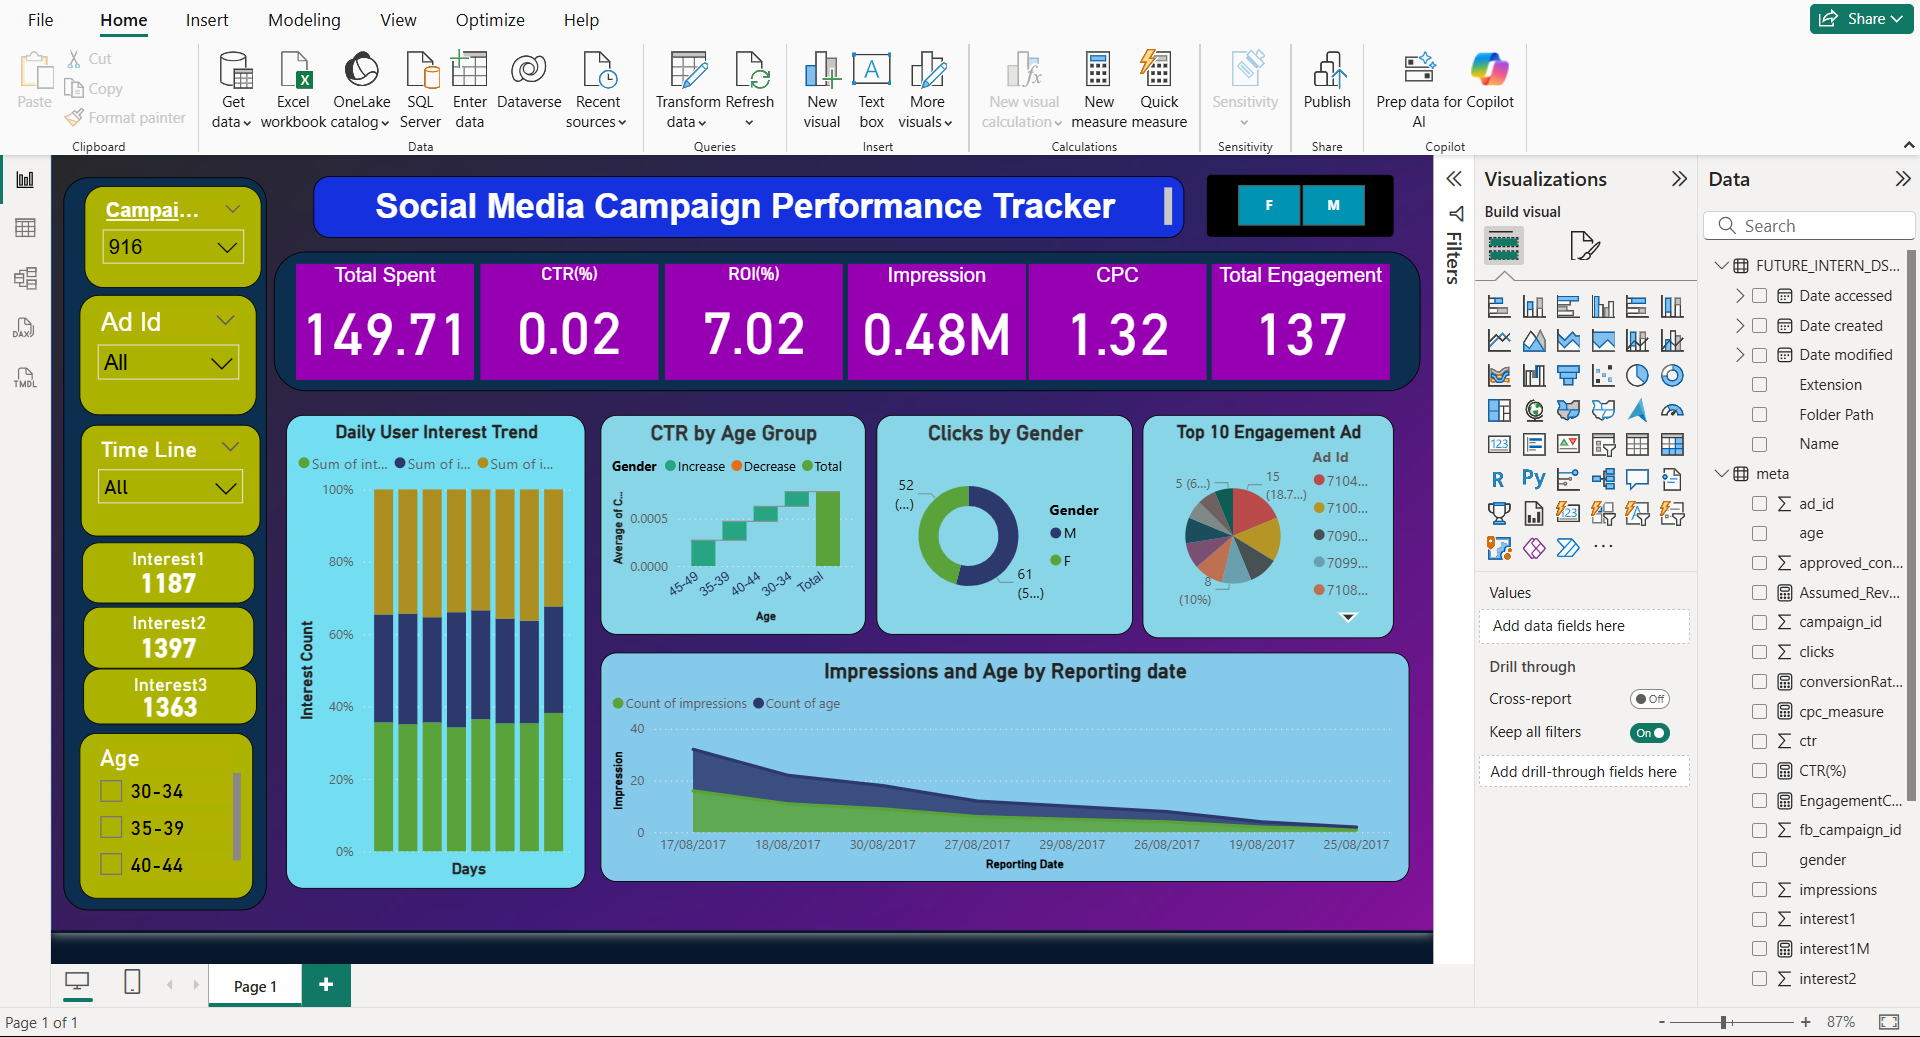 File
Home
Insert
Modeling
View
Optimize
Help
Share
Paste
Cut
Copy
Format painter
Clipboard
Get data
Excel workbook
OneLake catalog
SQL Server
Enter data
Dataverse
Recent sources
Data
Transform data
Refresh
Queries
New visual
Text box
More visuals
Insert
New visual calculation
New measure
Quick measure
Calculations
Sensitivity
Sensitivity
Publish
Share
Prep data for AI
Copilot
Copilot
DAX
TMDL
Campai...
916
Ad Id
All
Time Line
All
Interest1
1187
Interest2
1397
Interest3
1363
Age
30-34
35-39
40-44
Social Media Campaign Performance Tracker
F
M
Total Spent
149.71
CTR(%)
0.02
ROI(%)
7.02
Impression
0.48M
CPC
1.32
Total Engagement
137
Daily User Interest Trend
Sum of int...
Sum of i...
Sum of i...
100%
80%
60%
40%
20%
0%
Interest Count
Days
CTR by Age Group
Gender
Increase
Decrease
Total
Average of C...
0.0005
0.0000
45-49
35-39
40-44
30-34
Total
Age
Clicks by Gender
52
(...)
61
(5...)
Gender
M
F
Top 10 Engagement Ad
5 (6...)
15
(18.7...)
8
(10%)
Ad Id
7104...
7100...
7090...
7099...
7108...
Impressions and Age by Reporting date
Count of impressions
Count of age
Impression
40
20
0
17/08/2017
18/08/2017
30/08/2017
27/08/2017
29/08/2017
26/08/2017
19/08/2017
25/08/2017
Reporting Date
Filters
Visualizations
Build visual
123
R
Py
123
Values
Add data fields here
Drill through
Cross-report
Off
Keep all filters
On
Add drill-through fields here
Data
Search
FUTURE_INTERN_DS...
Date accessed
Date created
Date modified
Extension
Folder Path
Name
meta
ad_id
age
approved_con...
Assumed_Rev...
campaign_id
clicks
conversionRat...
cpc_measure
ctr
CTR(%)
EngagementC...
fb_campaign_id
gender
impressions
interest1
interest1M
interest2
Page 1
Page 1 of 1
87%